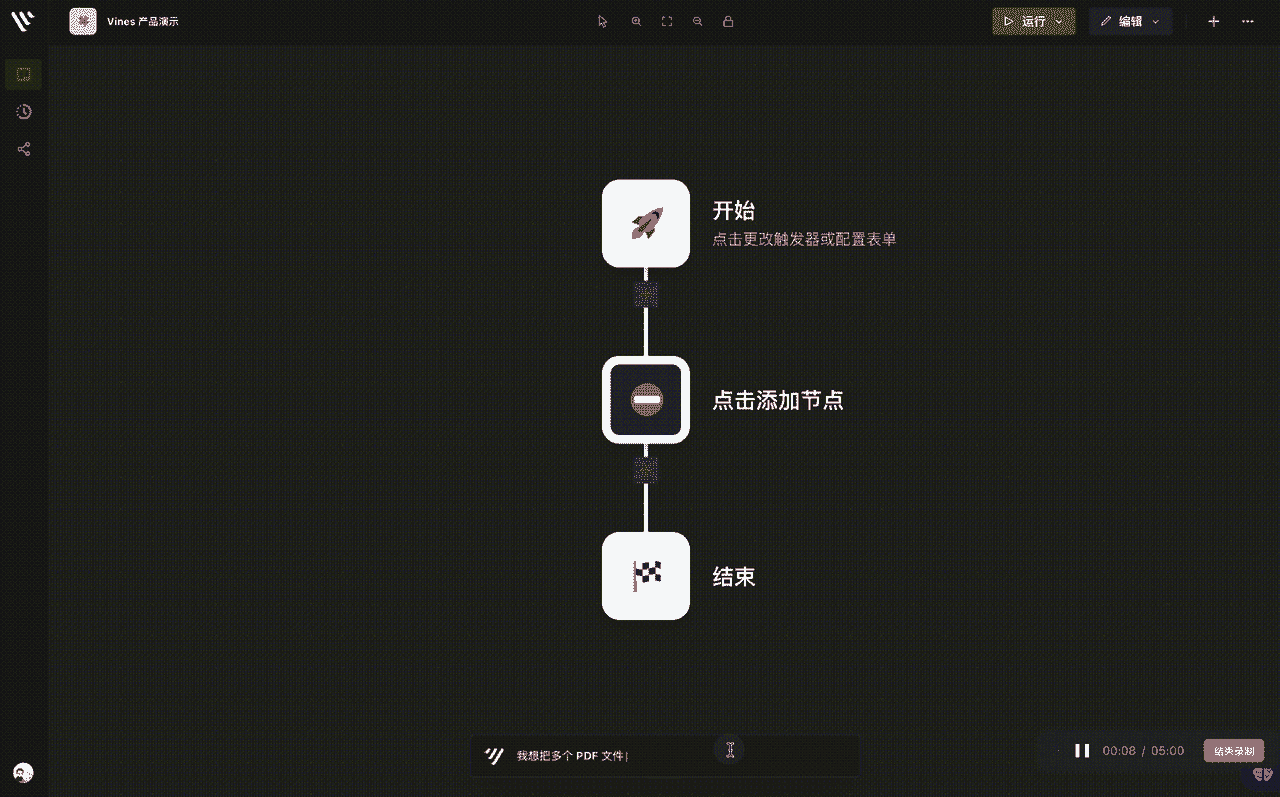 Vines 产品演示
运行
编辑
开始
点击更改触发器或配置表单
点击添加节点
结束
我想把多个 PDF 文件
00:08 / 05:00
结束录制